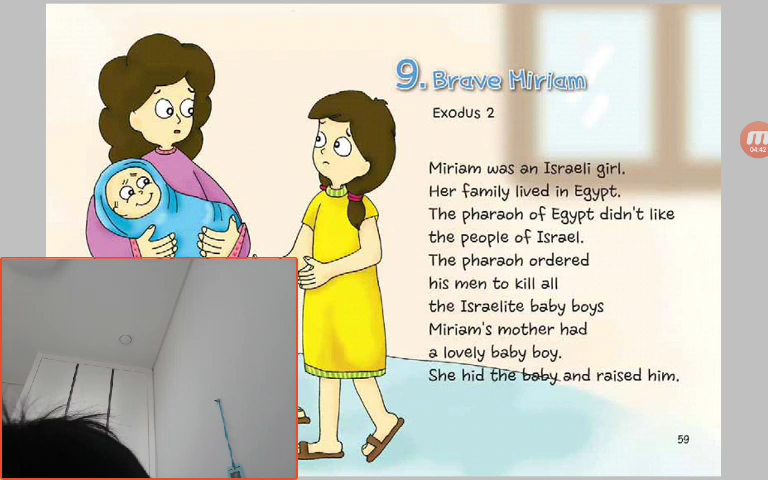 9. Brave Miriam
Exodus 2
Miriam was an Israeli girl.
Her family lived in Egypt.
The pharaoh of Egypt didn't like
the people of Israel.
The pharaoh ordered
his men to kill all
the Israelite baby boys
Miriam's mother had
a lovely baby boy.
She hid the baby and raised him.
59
04:42